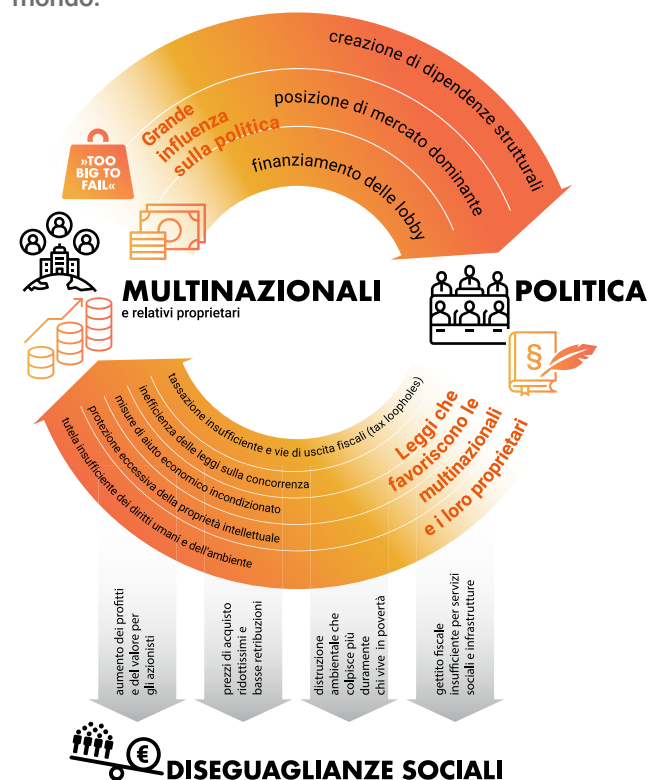 mondo.
creazione di dipendenze strutturali
posizione di mercato dominante
finanziamento delle lobby
Grande
influenza
sulla politica
»TOO
BIG TO
FAIL«
MULTINAZIONALI
e relativi proprietari
POLITICA
§
tassazione insufficiente e vie di uscita fiscali (tax loopholes)
inefficienza delle leggi sulla concorrenza
misure di aiuto economico incondizionato
protezione eccessiva della proprietà intellettuale
tutela insufficiente dei diritti umani e dell'ambiente
Leggi che
favoriscono le
multinazionali
e i loro proprietari
aumento dei profitti
e del valore per
gli azionisti
prezzi di acquisto
ridottissimi e
basse retribuzioni
distruzione
ambientale che
colpisce più
duramente
chi vive in povertà
gettito fiscale
insufficiente per servizi
sociali e infrastrutture
€
DISEGUAGLIANZE SOCIALI